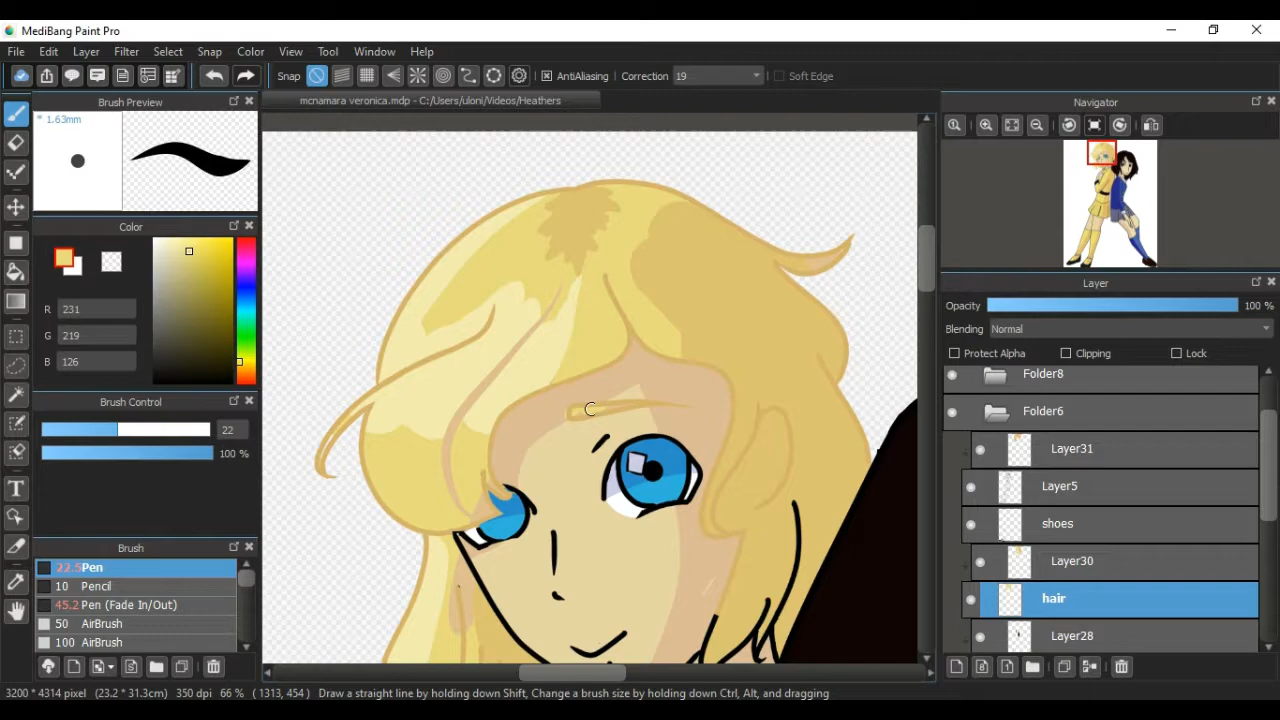 MediBang Paint Pro
File Edit Layer Filter Select Snap Color View Tool Window Help
Snap AntiAliasing Correction 19 Soft Edge
Brush Preview
mcnamara veronica.mdp - C:/Users/uloni/Videos/Heathers
Navigator
* 1.63mm
Color
R 231
G 219
B 126
Layer
Opacity 100 %
Blending Normal
Protect Alpha Clipping Lock
Folder8
Folder6
Layer31
Layer5
shoes
Layer30
hair
Layer28
Brush Control
22
100 %
Brush
22.5 Pen
10 Pencil
45.2 Pen (Fade In/Out)
50 AirBrush
100 AirBrush
3200 * 4314 pixel (23.2 * 31.3cm) 350 dpi 66 % ( 1313, 454 ) Draw a straight line by holding down Shift, Change a brush size by holding down Ctrl, Alt, and dragging